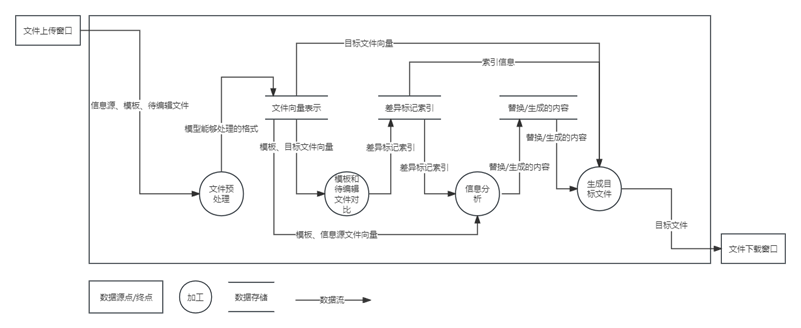 文件上传窗口
目标文件向量
索引信息
信息源、模板、待编辑文件
文件向量表示
差异标记索引
替换/生成的内容
模型能够处理的格式
模板、目标文件向量
差异标记索引
差异标记索引
替换/生成的内容
替换/生成的内容
文件预
处理
模板和
待编辑
文件对
比
信息分
析
生成目
标文件
模板、信息源文件向量
目标文件
文件下载窗口
数据源点/终点
加工
数据存储
数据流